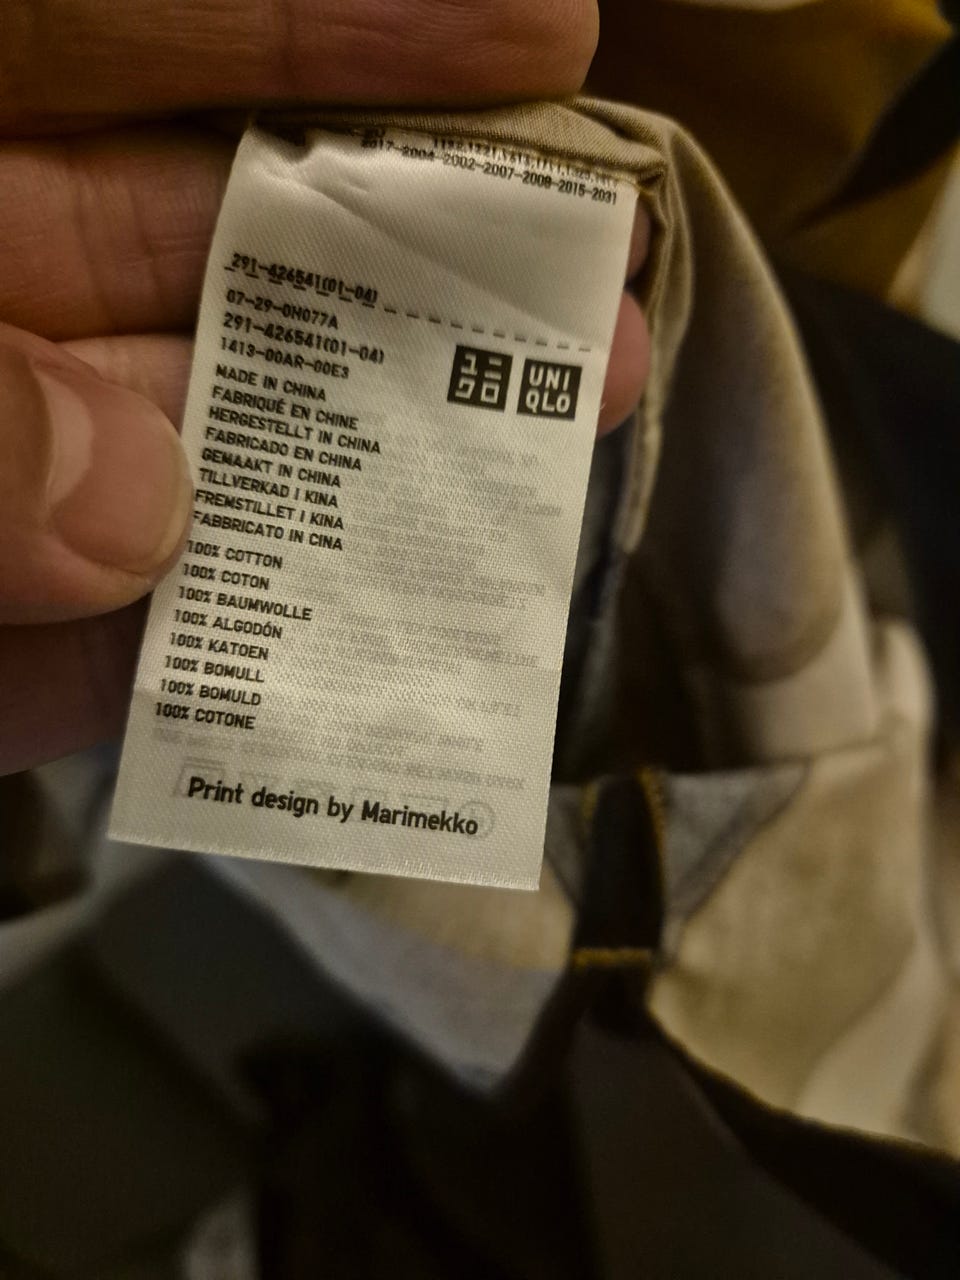 2017-2004-2002-2007-2008-2015-2031
291-426541(01-04)
07-29-0H077A
291-426541(01-04)
1413-00AR-00E3
ユニ
クロ
UNI
QLO
MADE IN CHINA
FABRIQUÉ EN CHINE
HERGESTELLT IN CHINA
FABRICADO EN CHINA
GEMAAKT IN CHINA
TILLVERKAD I KINA
FREMSTILLET I KINA
FABBRICATO IN CINA
100% COTTON
100% COTON
100% BAUMWOLLE
100% ALGODÓN
100% KATOEN
100% BOMULL
100% BOMULD
100% COTONE
Print design by Marimekko